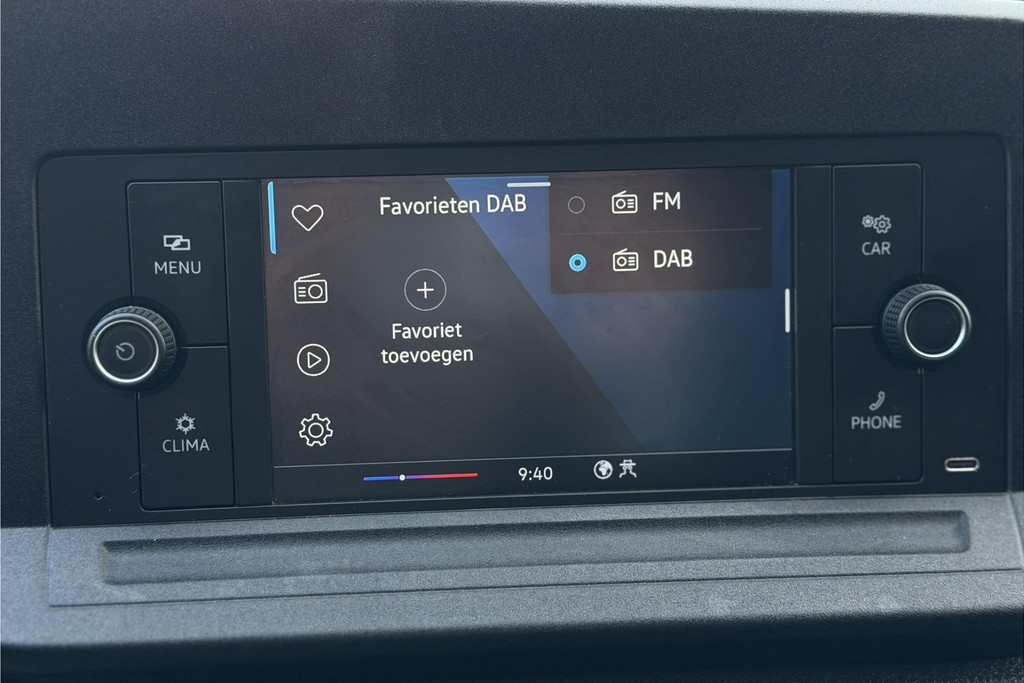 MENU
CLIMA
Favorieten DAB
Favoriet
toevoegen
FM
DAB
9:40
CAR
PHONE